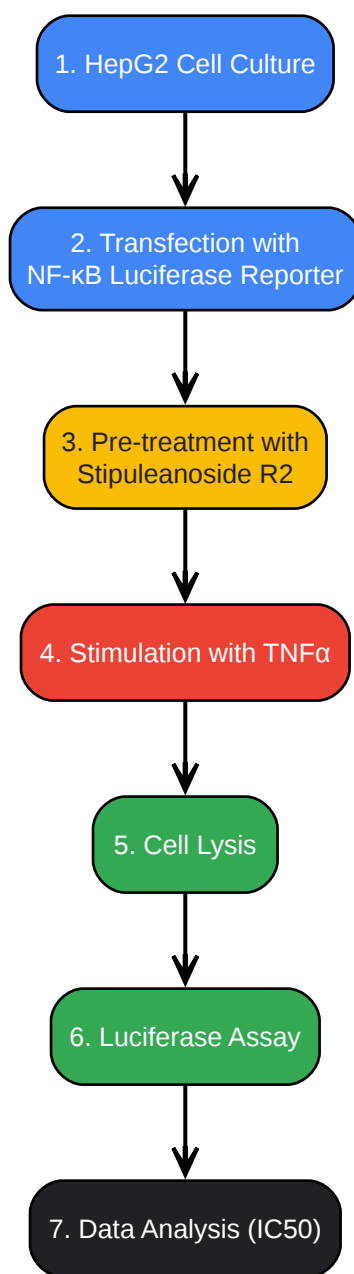 1. HepG2 Cell Culture
2. Transfection with
NF-κB Luciferase Reporter
3. Pre-treatment with
Stipuleanoside R2
4. Stimulation with TNFα
5. Cell Lysis
6. Luciferase Assay
7. Data Analysis (IC50)